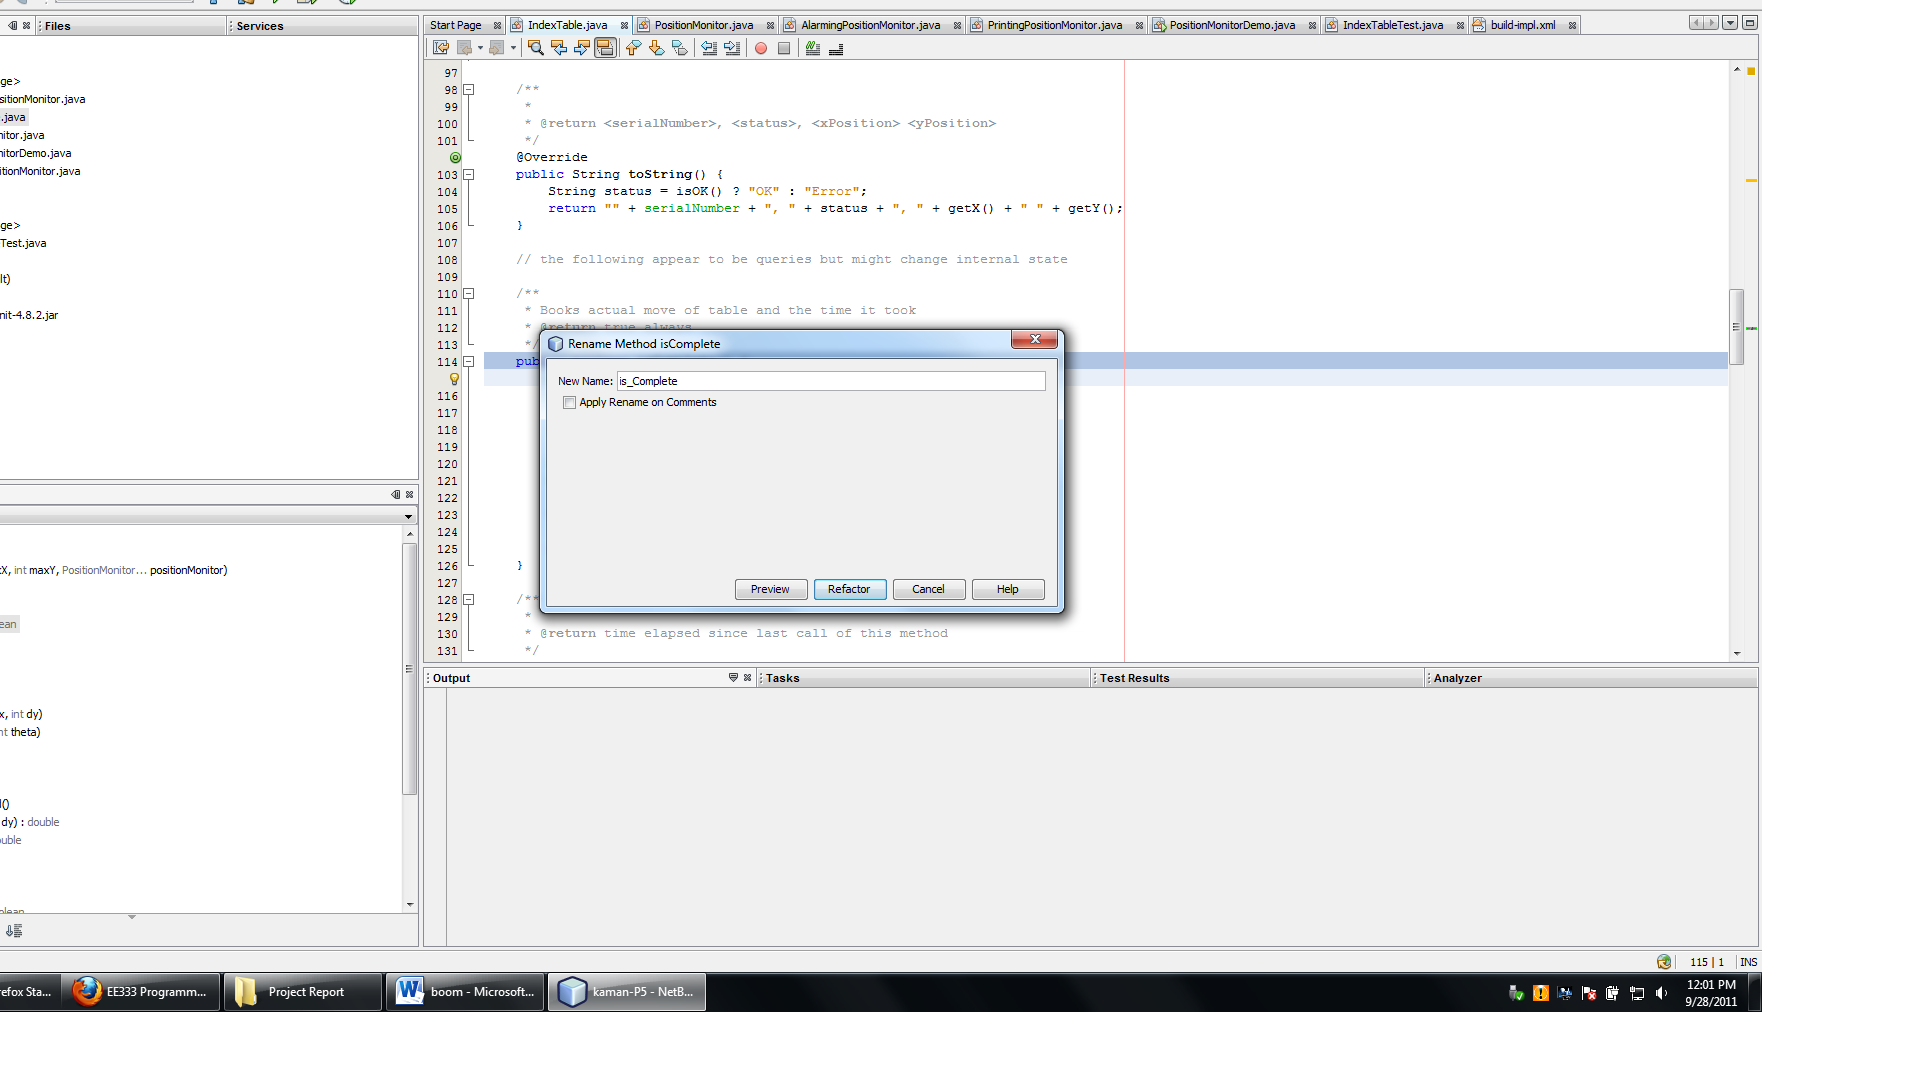 Files
Services
ge>
sitionMonitor.java
.java
nitor.java
nitorDemo.java
itionMonitor.java
ge>
Test.java
lt)
nit-4.8.2.jar
X, int maxY, PositionMonitor... positionMonitor)
ean
x, int dy)
nt theta)
l()
dy) : double
ouble
olean
Start Page
IndexTable.java
PositionMonitor.java
AlarmingPositionMonitor.java
PrintingPositionMonitor.java
PositionMonitorDemo.java
IndexTableTest.java
build-impl.xml
97
98 /**
99 *
100 * @return <serialNumber>, <status>, <xPosition> <yPosition>
101 */
@Override
103 public String toString() {
104 String status = isOK() ? "OK" : "Error";
105 return "" + serialNumber + ", " + status + ", " + getX() + " " + getY();
106 }
107
108 // the following appear to be queries but might change internal state
109
110 /**
111 * Books actual move of table and the time it took
112 * @return true always
113 */
114 pub
116
117
118
119
120
121
122
123
124
125
126 }
127
128 /**
129 *
130 * @return time elapsed since last call of this method
131 */
Rename Method isComplete
New Name: is_Complete
Apply Rename on Comments
Preview
Refactor
Cancel
Help
Output
Tasks
Test Results
Analyzer
115 | 1
INS
refox Sta...
EE333 Programm...
Project Report
boom - Microsoft...
kaman-P5 - NetB...
12:01 PM
9/28/2011